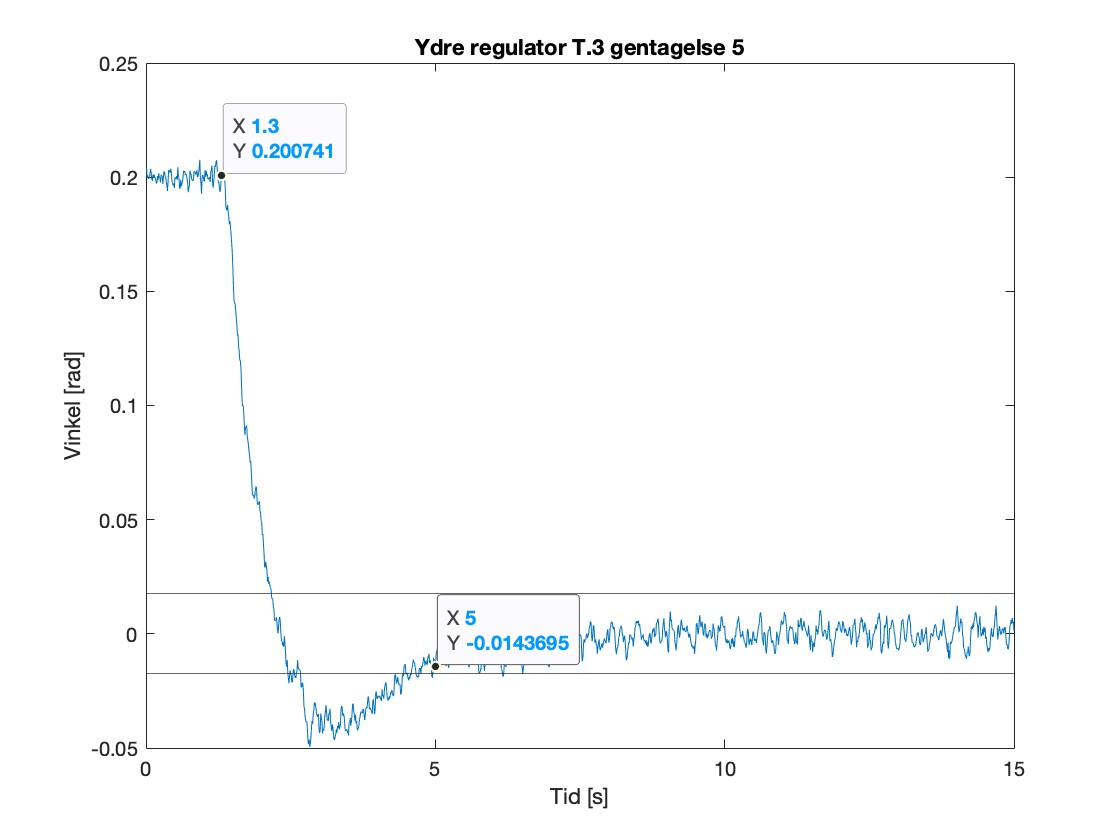 Ydre regulator T.3 gentagelse 5
0.25
0.2
0.15
0.1
0.05
0
-0.05
Vinkel [rad]
X 1.3
Y 0.200741
X 5
Y -0.0143695
0
5
10
15
Tid [s]